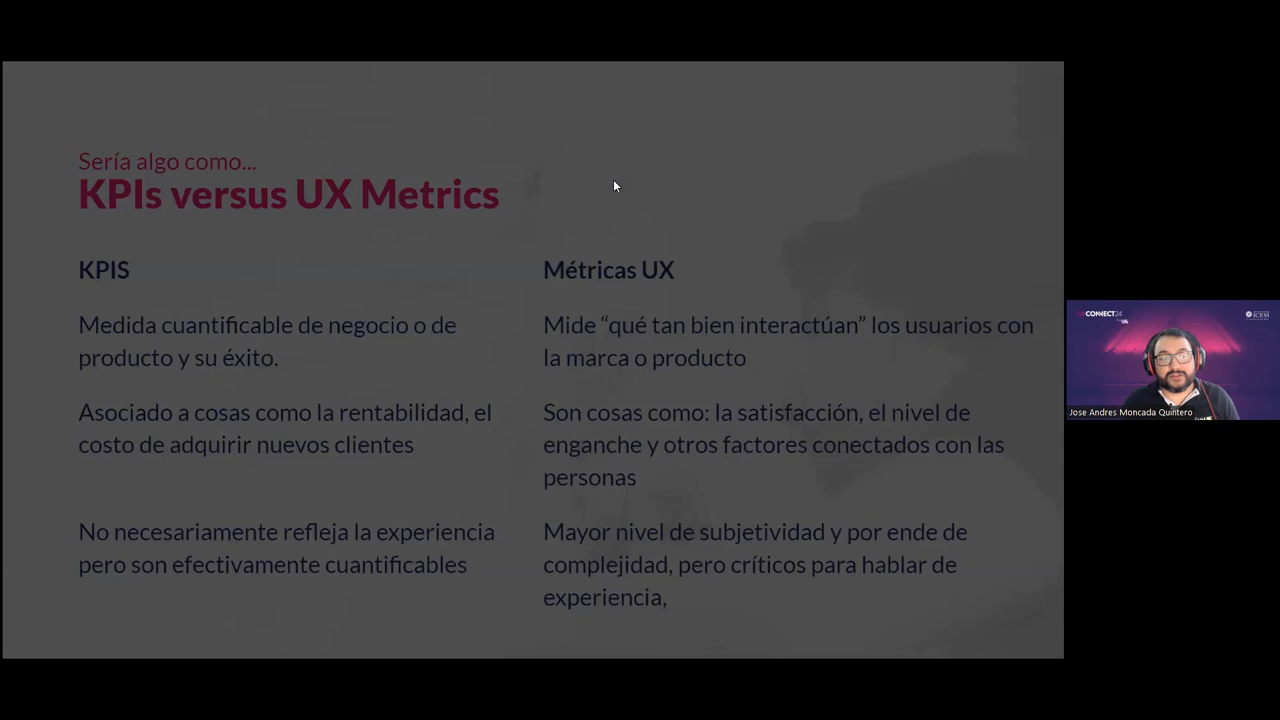 Sería algo como...
KPIs versus UX Metrics
KPIS
Medida cuantificable de negocio o de
producto y su éxito.
Asociado a cosas como la rentabilidad, el
costo de adquirir nuevos clientes
No necesariamente refleja la experiencia
pero son efectivamente cuantificables
Métricas UX
Mide “qué tan bien interactúan” los usuarios con
la marca o producto
Son cosas como: la satisfacción, el nivel de
enganche y otros factores conectados con las
personas
Mayor nivel de subjetividad y por ende de
complejidad, pero críticos para hablar de
experiencia,
CONNECT24
ICESI
Jose Andres Moncada Quintero